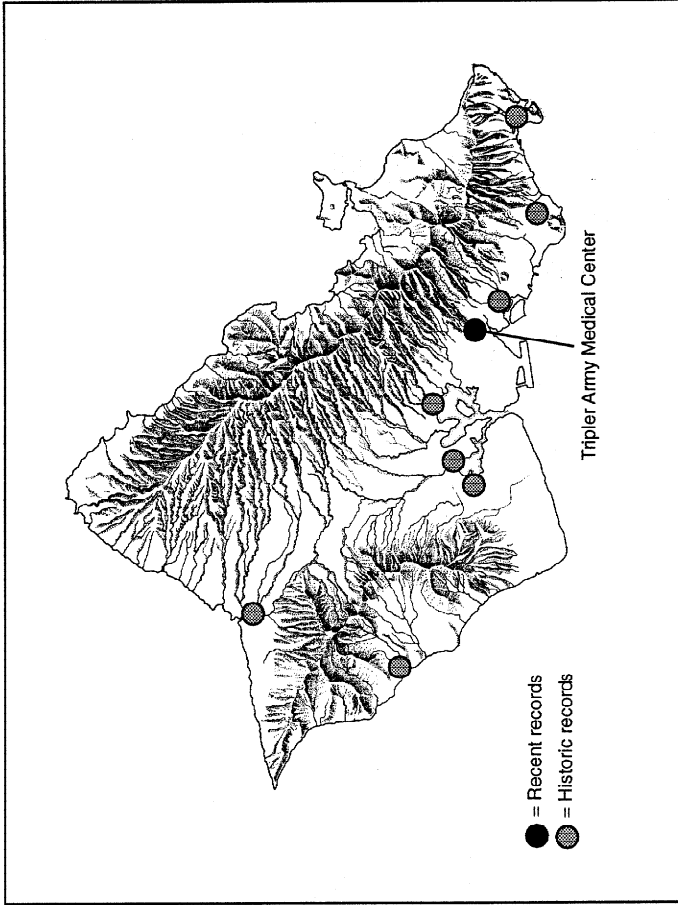 Tripler Army Medical Center
= Recent records
= Historic records